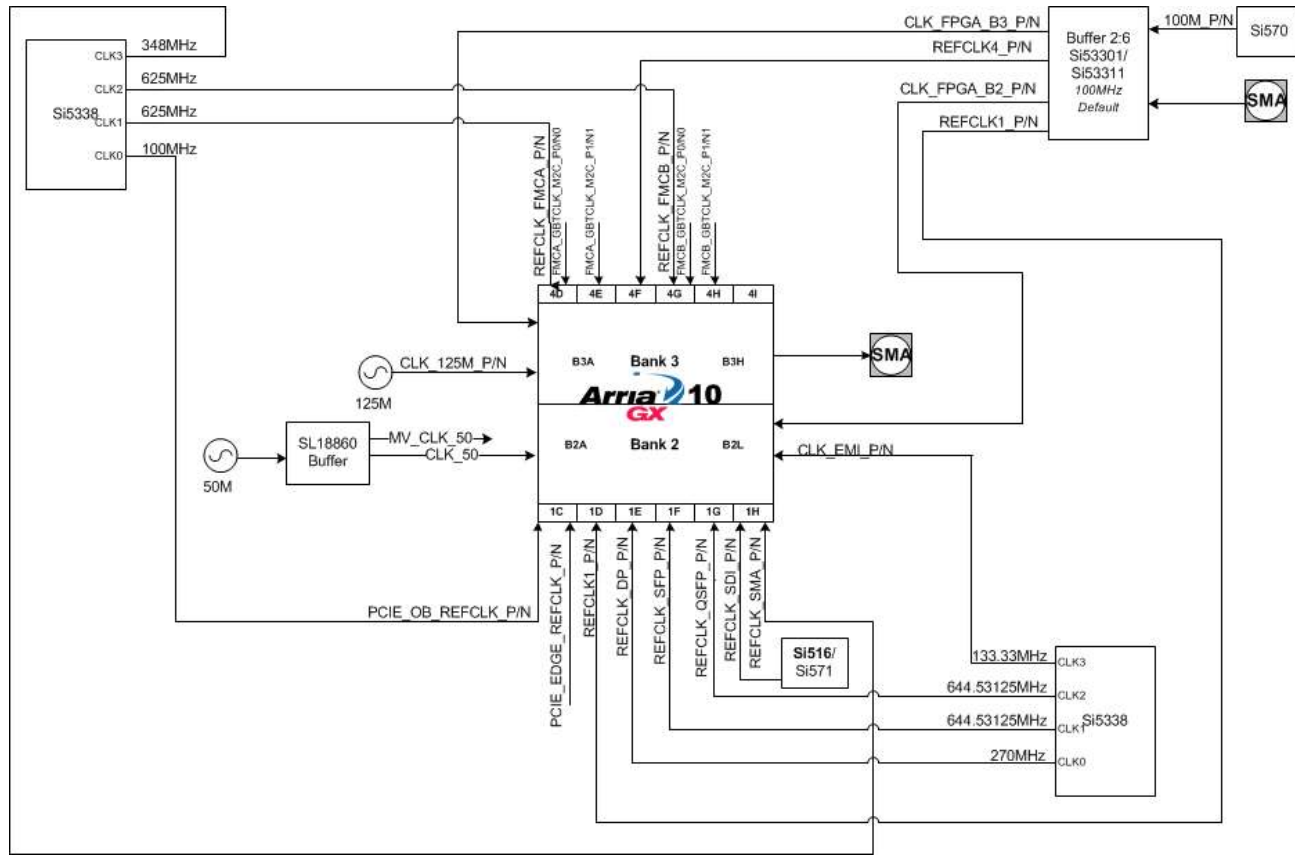 CLK3
348MHz
CLK2
625MHz
Si5338
CLK1
625MHz
CLK0
100MHz
CLK_FPGA_B3_P/N
REFCLK4_P/N
CLK_FPGA_B2_P/N
REFCLK1_P/N
Buffer 2:6
Si53301/
Si53311
100MHz
Default
100M_P/N
Si570
SMA
REFCLK_FMCA_P/N
FMCA_GBTCLK_M2C_P0/N0
FMCA_GBTCLK_M2C_P1/N1
REFCLK_FMCB_P/N
FMCB_GBTCLK_M2C_P0/N0
FMCB_GBTCLK_M2C_P1/N1
4D 4E 4F 4G 4H 4I
B3A Bank 3 B3H
SMA
CLK_125M_P/N
125M
Arria 10
GX
SL18860
Buffer
MV_CLK_50
CLK_50
50M
B2A Bank 2 B2L
CLK_EMI_P/N
1C 1D 1E 1F 1G 1H
PCIE_OB_REFCLK_P/N
PCIE_EDGE_REFCLK_P/N
REFCLK1_P/N
REFCLK_DP_P/N
REFCLK_SFP_P/N
REFCLK_QSFP_P/N
REFCLK_SDI_P/N
REFCLK_SMA_P/N
Si516/
Si571
133.33MHz
CLK3
644.53125MHz
CLK2
644.53125MHz
CLK1
Si5338
270MHz
CLK0